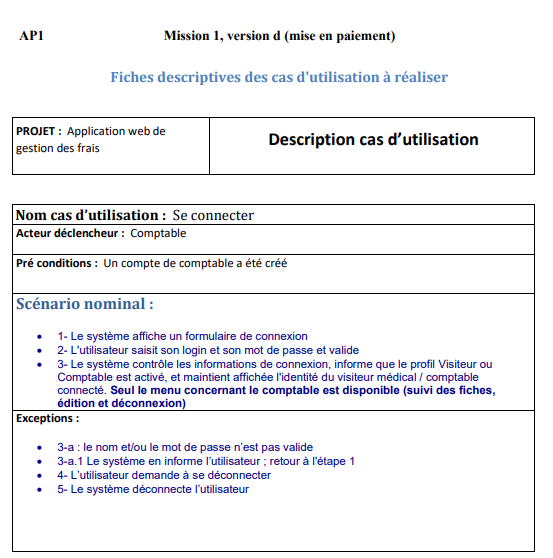 AP1 Mission 1, version d (mise en paiement)
Fiches descriptives des cas d'utilisation à réaliser
PROJET : Application web de
gestion des frais
Description cas d’utilisation
Nom cas d’utilisation : Se connecter
Acteur déclencheur : Comptable
Pré conditions : Un compte de comptable a été créé
Scénario nominal :
• 1- Le système affiche un formulaire de connexion
• 2- L'utilisateur saisit son login et son mot de passe et valide
• 3- Le système contrôle les informations de connexion, informe que le profil Visiteur ou
Comptable est activé, et maintient affichée l'identité du visiteur médical / comptable
connecté. Seul le menu concernant le comptable est disponible (suivi des fiches,
édition et déconnexion)
Exceptions :
• 3-a : le nom et/ou le mot de passe n’est pas valide
• 3-a.1 Le système en informe l’utilisateur ; retour à l'étape 1
• 4- L’utilisateur demande à se déconnecter
• 5- Le système déconnecte l’utilisateur